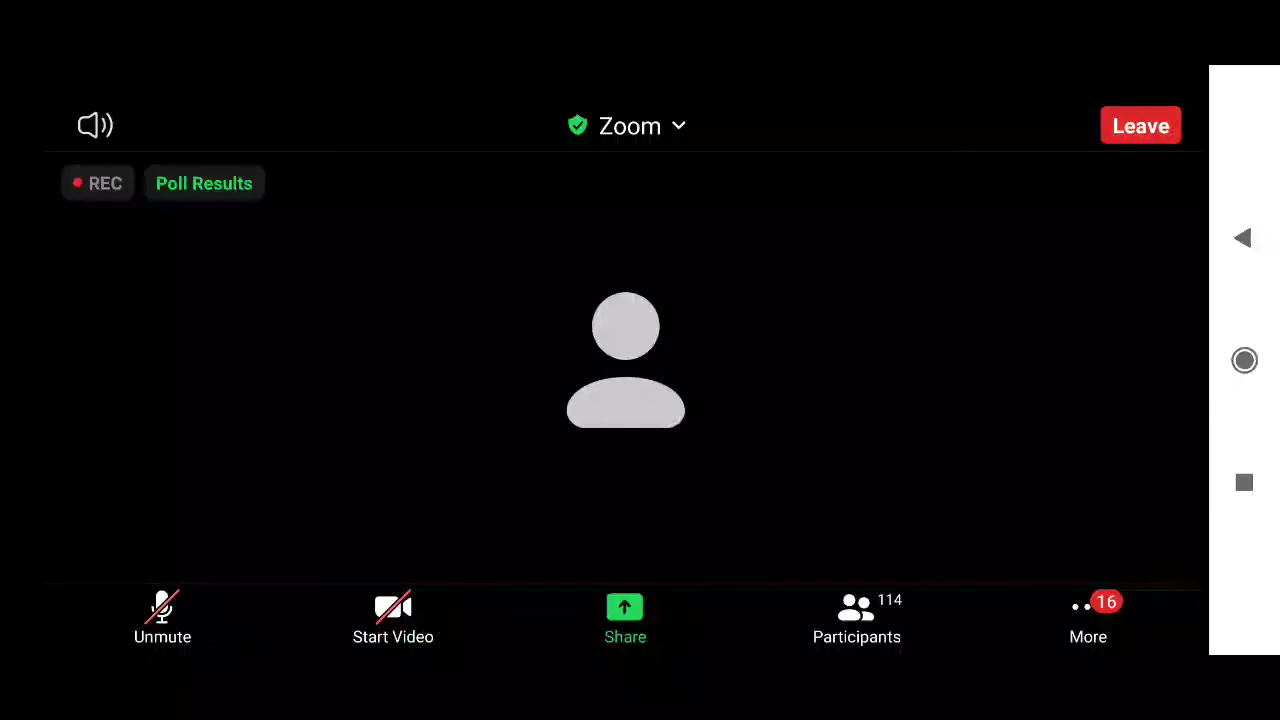 Zoom
Leave
REC
Poll Results
114
16
Unmute
Start Video
Share
Participants
More